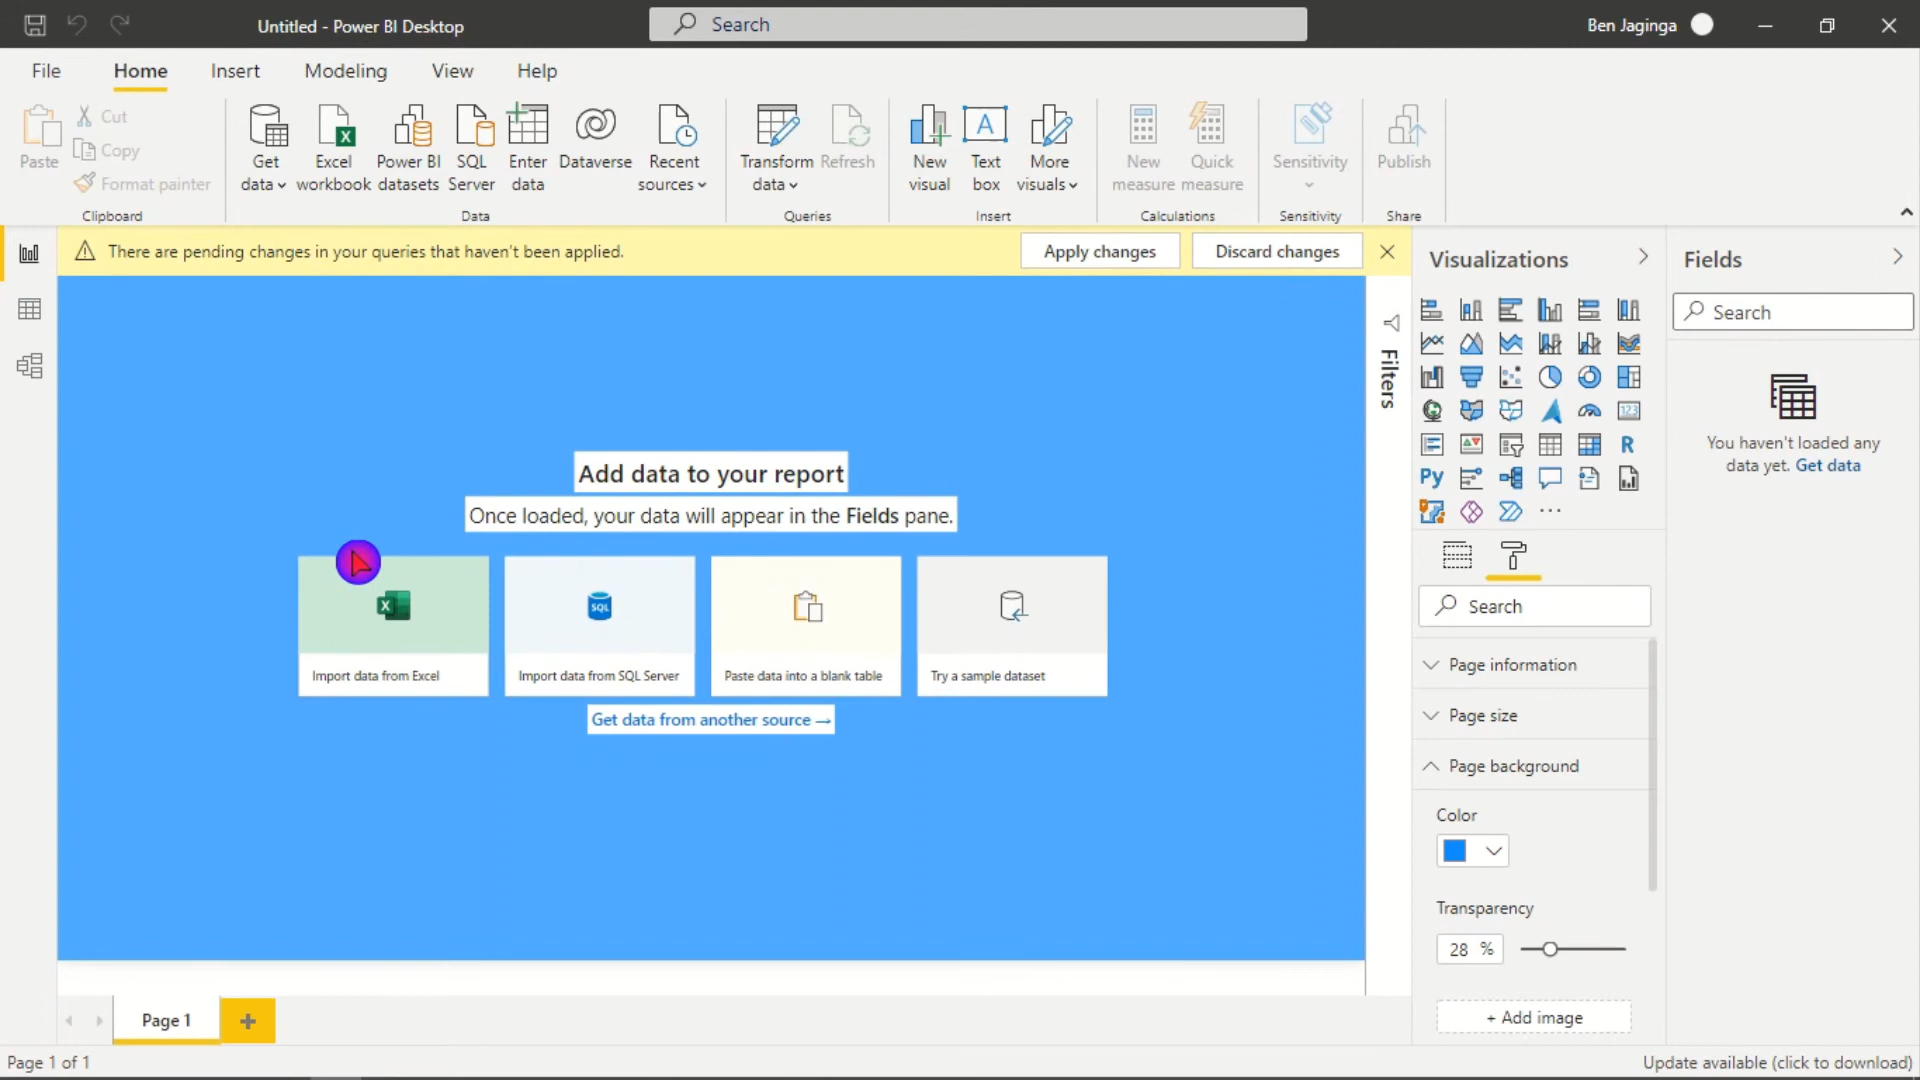 Untitled - Power BI Desktop
Search
Ben Jaginga
File
Home
Insert
Modeling
View
Help
Paste
Cut
Copy
Format painter
Clipboard
Get
data
Excel
workbook
Power BI
datasets
SQL
Server
Enter
data
Dataverse
Recent
sources
Data
Transform
data
Refresh
Queries
New
visual
A
Text
box
More
visuals
Insert
New
measure
Quick
measure
Calculations
Sensitivity
Sensitivity
Publish
Share
There are pending changes in your queries that haven't been applied.
Apply changes
Discard changes
Filters
Add data to your report
Once loaded, your data will appear in the Fields pane.
X
Import data from Excel
SQL
Import data from SQL Server
Paste data into a blank table
Try a sample dataset
Get data from another source →
Visualizations
123
R
Py
...
Search
Page information
Page size
Page background
Color
Transparency
28 %
+ Add image
Fields
Search
You haven't loaded any
data yet. Get data
Page 1
+
Page 1 of 1
Update available (click to download)